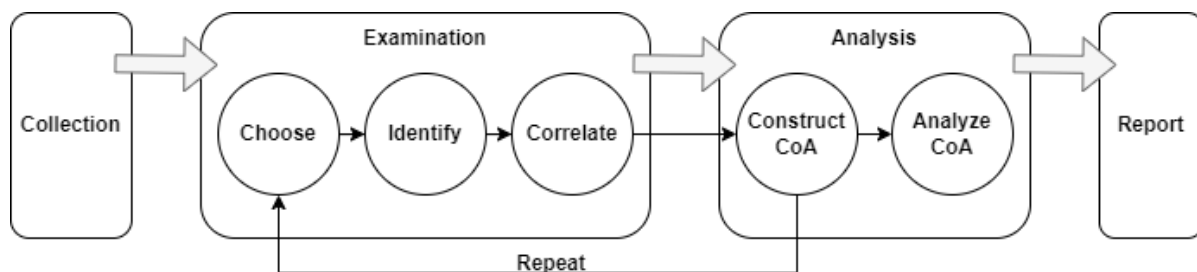 Collection
Examination
Choose
Identify
Correlate
Analysis
Construct
CoA
Analyze
CoA
Report
Repeat